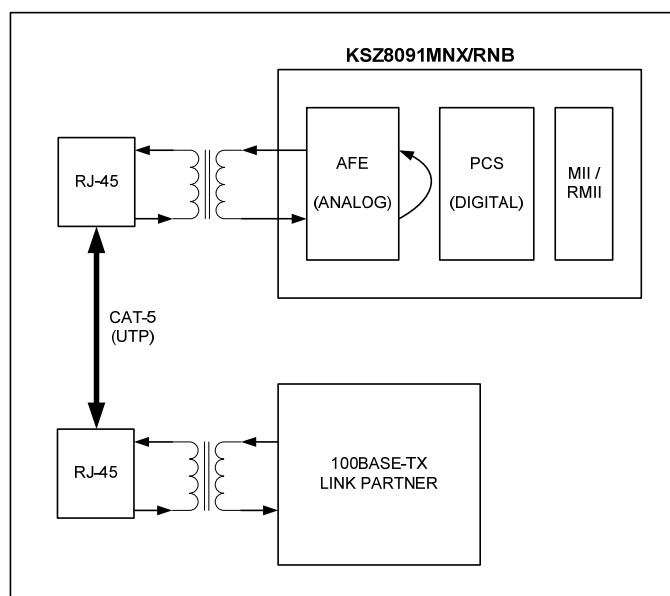 KSZ8091MNX/RNB
RJ-45
AFE
(ANALOG)
PCS
(DIGITAL)
MII /
RMII
CAT-5
(UTP)
RJ-45
100BASE-TX
LINK PARTNER